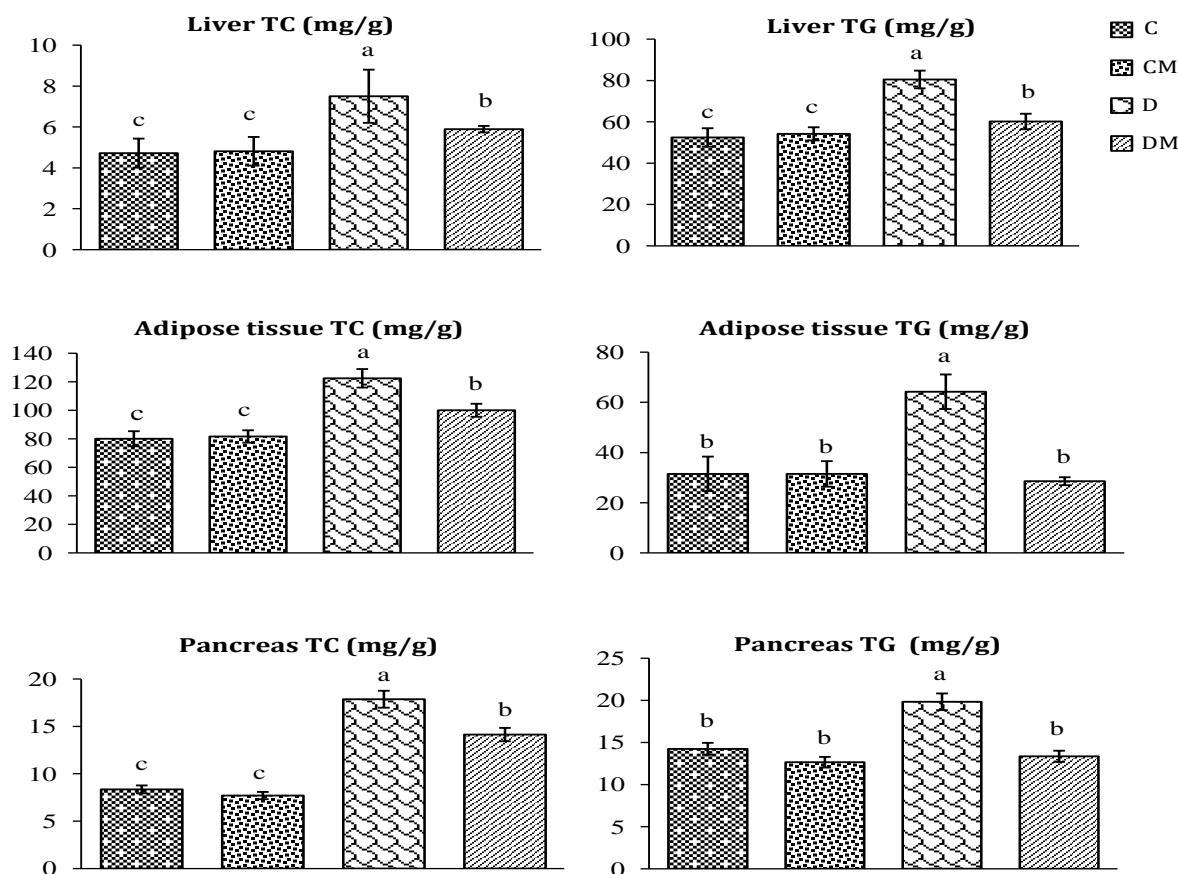 Liver TC (mg/g)
10
8
6
4
2
0
c
c
a
b
Liver TG (mg/g)
100
80
60
40
20
0
c
c
a
b
C
CM
D
DM
Adipose tissue TC (mg/g)
140
120
100
80
60
40
20
0
c
c
a
b
Adipose tissue TG (mg/g)
80
60
40
20
0
b
b
a
b
Pancreas TC (mg/g)
20
15
10
5
0
c
c
a
b
Pancreas TG (mg/g)
25
20
15
10
5
0
b
b
a
b